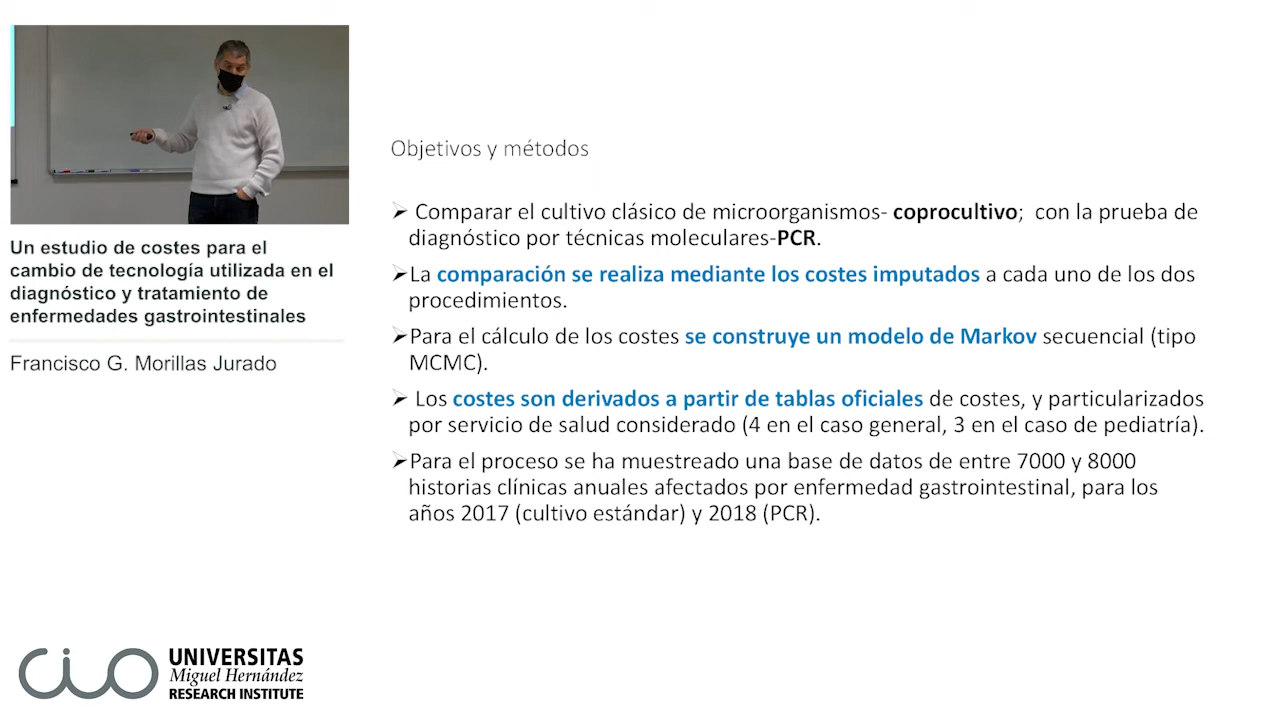 Un estudio de costes para el
cambio de tecnología utilizada en el
diagnóstico y tratamiento de
enfermedades gastrointestinales
Francisco G. Morillas Jurado
Objetivos y métodos
➢ Comparar el cultivo clásico de microorganismos- coprocultivo;  con la prueba de
diagnóstico por técnicas moleculares-PCR.
➢La comparación se realiza mediante los costes imputados a cada uno de los dos
procedimientos.
➢Para el cálculo de los costes se construye un modelo de Markov secuencial (tipo
MCMC).
➢ Los costes son derivados a partir de tablas oficiales de costes, y particularizados
por servicio de salud considerado (4 en el caso general, 3 en el caso de pediatría).
➢Para el proceso se ha muestreado una base de datos de entre 7000 y 8000
historias clínicas anuales afectados por enfermedad gastrointestinal, para los
años 2017 (cultivo estándar) y 2018 (PCR).
CIO
UNIVERSITAS
Miguel Hernández
RESEARCH INSTITUTE